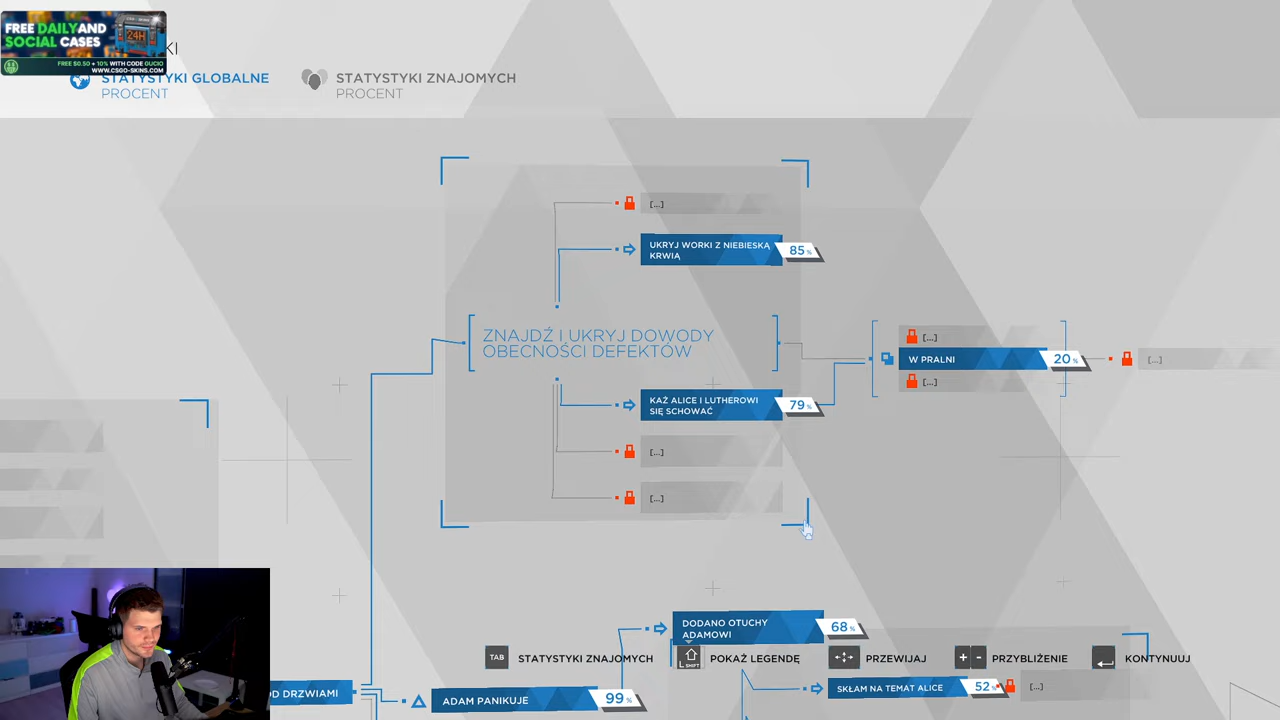 FREE DAILY AND
SOCIAL CASES
24H
FREE $0.50 + 10% WITH CODE GUCIO
WWW.CSGO-SKINS.COM
KI
STATYSTYKI GLOBALNE
PROCENT
STATYSTYKI ZNAJOMYCH
PROCENT
[...]
UKRYJ WORKI Z NIEBIESKĄ
KRWIĄ
85%
ZNAJDŹ I UKRYJ DOWODY
OBECNOŚCI DEFEKTÓW
[...]
W PRALNI
20%
[...]
[...]
KAŻ ALICE I LUTHEROWI
SIĘ SCHOWAĆ
79%
[...]
[...]
DODANO OTUCHY
ADAMOWI
68%
TAB
STATYSTYKI ZNAJOMYCH
L SHIFT
POKAŻ LEGENDĘ
PRZEWIJAJ
+
-
PRZYBLIŻENIE
KONTYNUUJ
OD DRZWIAMI
ADAM PANIKUJE
99%
SKŁAM NA TEMAT ALICE
52%
[...]